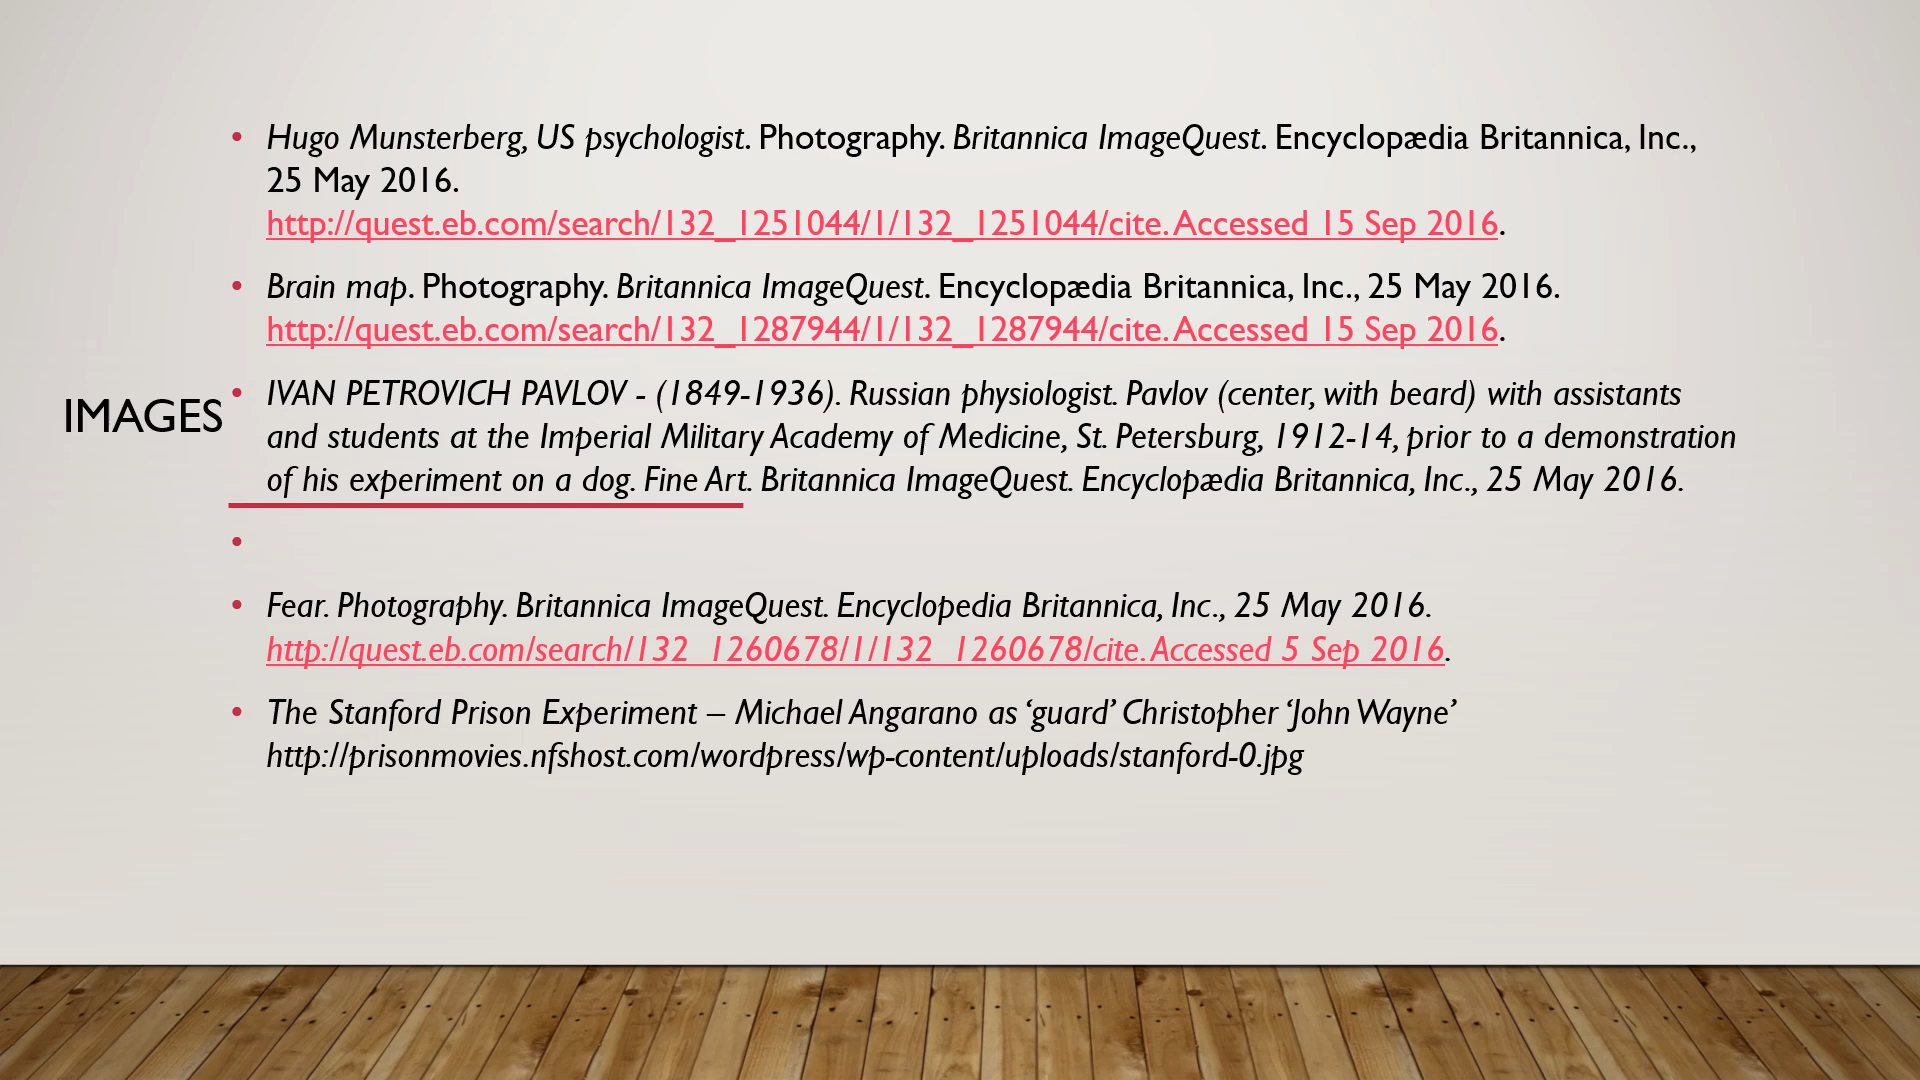 Hugo Munsterberg, US psychologist. Photography. Britannica ImageQuest. Encyclopædia Britannica, Inc.,
25 May 2016.
http://quest.eb.com/search/132_1251044/1/132_1251044/cite. Accessed 15 Sep 2016.
Brain map. Photography. Britannica ImageQuest. Encyclopædia Britannica, Inc., 25 May 2016.
http://quest.eb.com/search/132_1287944/1/132_1287944/cite. Accessed 15 Sep 2016.
IMAGES
IVAN PETROVICH PAVLOV - (1849-1936). Russian physiologist. Pavlov (center, with beard) with assistants
and students at the Imperial Military Academy of Medicine, St. Petersburg, 1912-14, prior to a demonstration
of his experiment on a dog. Fine Art. Britannica ImageQuest. Encyclopædia Britannica, Inc., 25 May 2016.
Fear. Photography. Britannica ImageQuest. Encyclopedia Britannica, Inc., 25 May 2016.
http://quest.eb.com/search/132_1260678/1/132_1260678/cite. Accessed 5 Sep 2016.
The Stanford Prison Experiment – Michael Angarano as ‘guard’ Christopher ‘John Wayne’
http://prisonmovies.nfshost.com/wordpress/wp-content/uploads/stanford-0.jpg